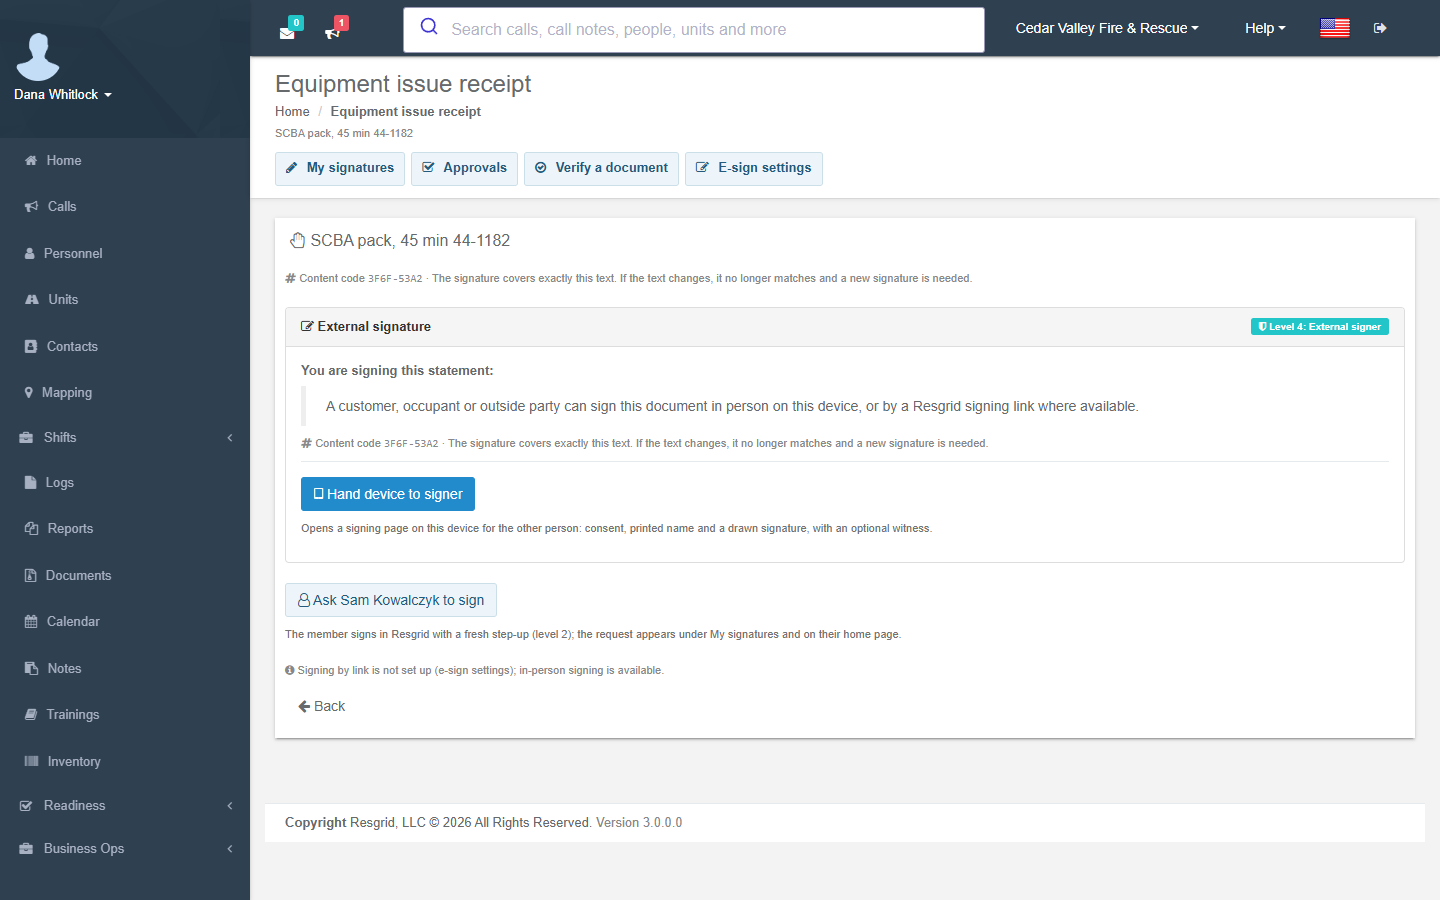 0
1
Search calls, call notes, people, units and more
Cedar Valley Fire & Rescue
Help
Dana Whitlock
Home
Calls
Personnel
Units
Contacts
Mapping
Shifts
Logs
Reports
Documents
Calendar
Notes
Trainings
Inventory
Readiness
Business Ops
Equipment issue receipt
Home / Equipment issue receipt
SCBA pack, 45 min 44-1182
My signatures
Approvals
Verify a document
E-sign settings
SCBA pack, 45 min 44-1182
# Content code 3F6F-53A2 · The signature covers exactly this text. If the text changes, it no longer matches and a new signature is needed.
External signature
Level 4: External signer
You are signing this statement:
A customer, occupant or outside party can sign this document in person on this device, or by a Resgrid signing link where available.
# Content code 3F6F-53A2 · The signature covers exactly this text. If the text changes, it no longer matches and a new signature is needed.
Hand device to signer
Opens a signing page on this device for the other person: consent, printed name and a drawn signature, with an optional witness.
Ask Sam Kowalczyk to sign
The member signs in Resgrid with a fresh step-up (level 2); the request appears under My signatures and on their home page.
Signing by link is not set up (e-sign settings); in-person signing is available.
Back
Copyright Resgrid, LLC © 2026 All Rights Reserved. Version 3.0.0.0